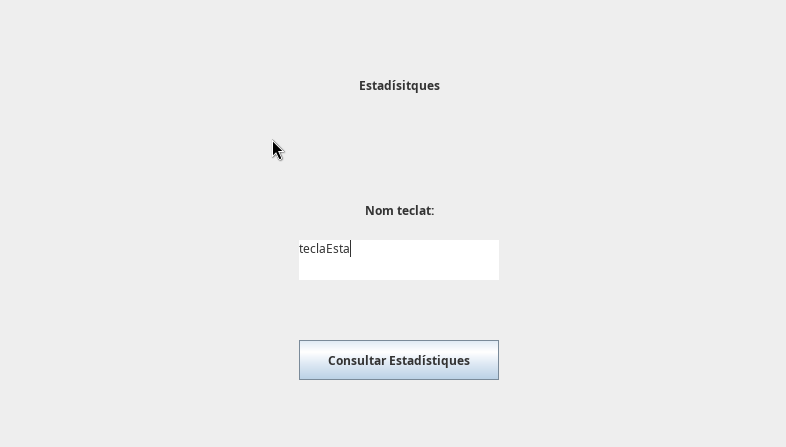 Estadísitques
Nom teclat:
teclaEsta
Consultar Estadístiques